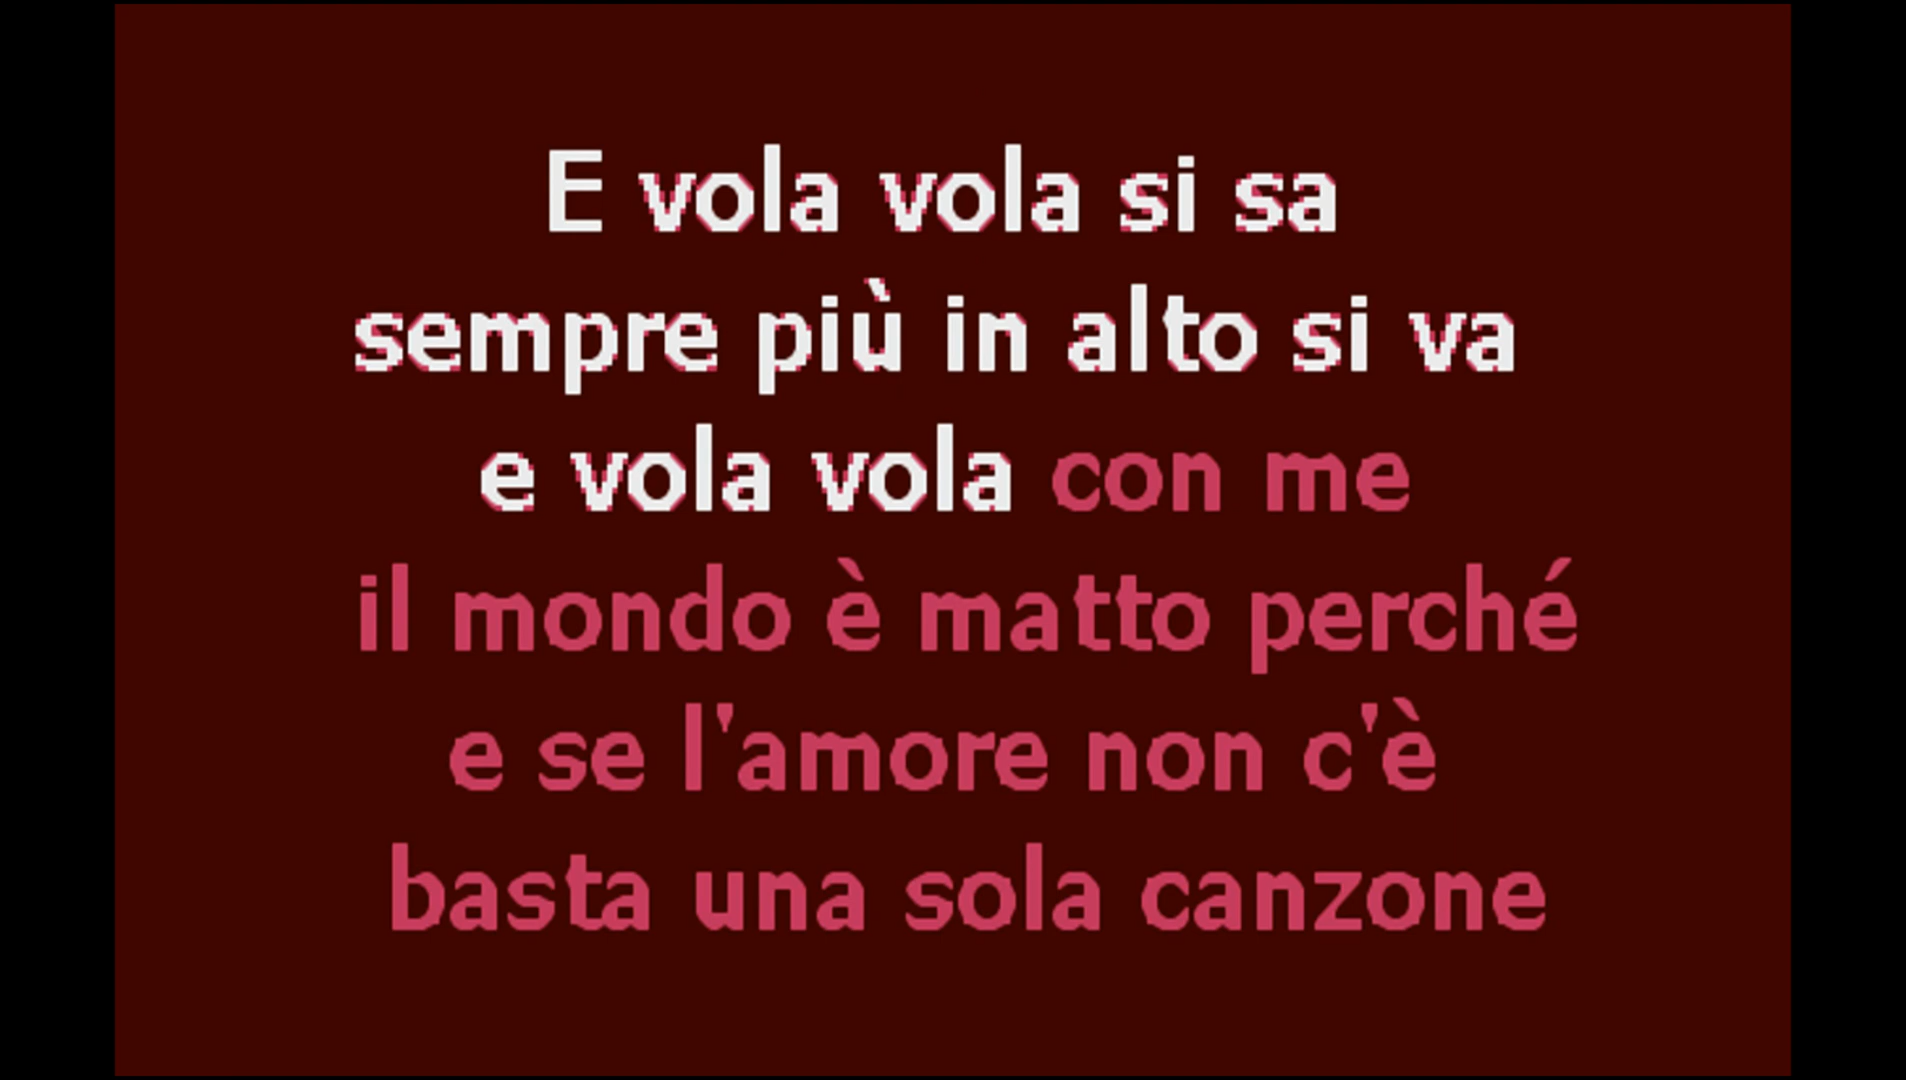 E vola vola si sa
sempre più in alto si va
e vola vola con me
il mondo è matto perché
e se l'amore non c'è
basta una sola canzone